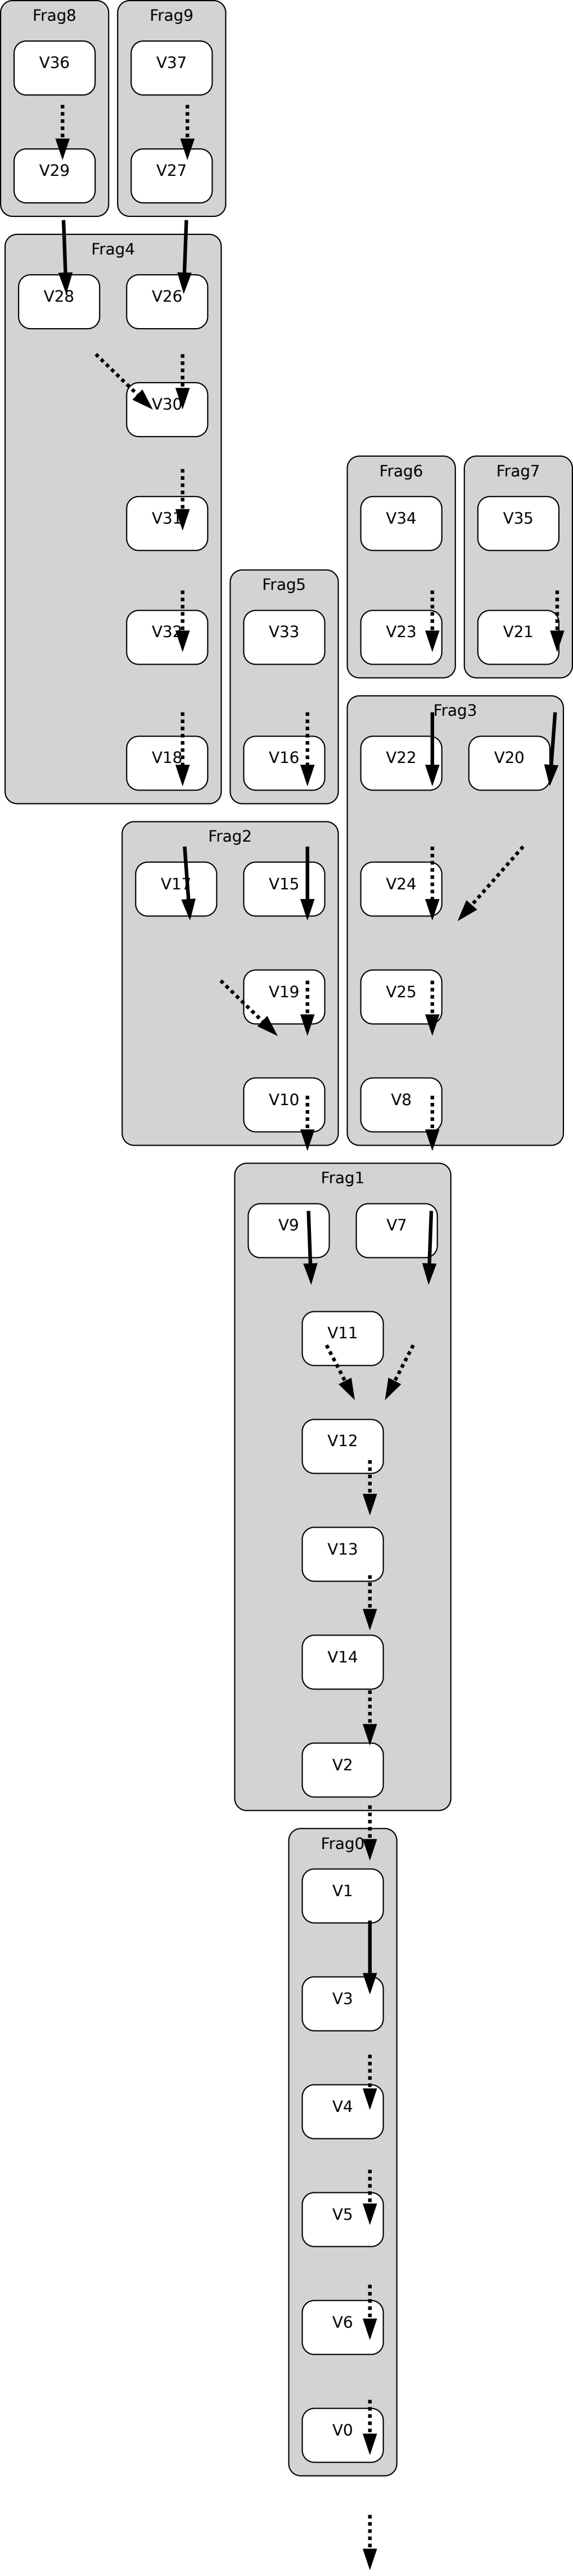 Frag8 Frag9
V36 V37
V29 V27
Frag4
V28 V26
V30
Frag6 Frag7
V31 V34 V35
Frag5
V32 V33 V23 V21
Frag3
V18 V16 V22 V20
Frag2
V17 V15 V24
V19 V25
V10 V8
Frag1
V9 V7
V11
V12
V13
V14
V2
Frag0
V1
V3
V4
V5
V6
V0